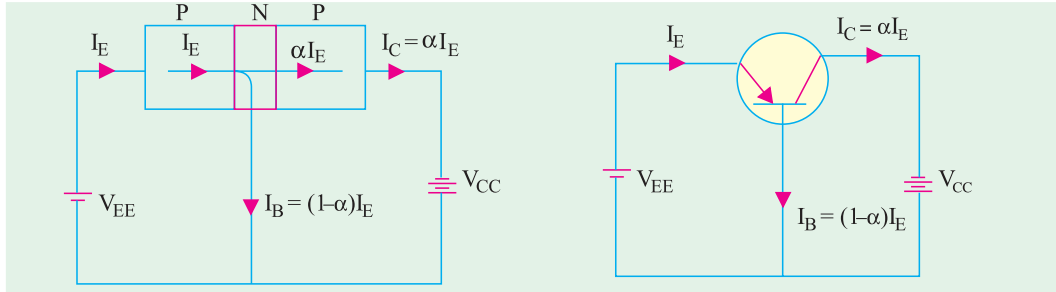 P N P
I_E I_E αI_E I_C = αI_E
V_EE V_CC
I_B = (1–α)I_E
I_E I_C = αI_E
V_EE V_CC
I_B = (1–α)I_E